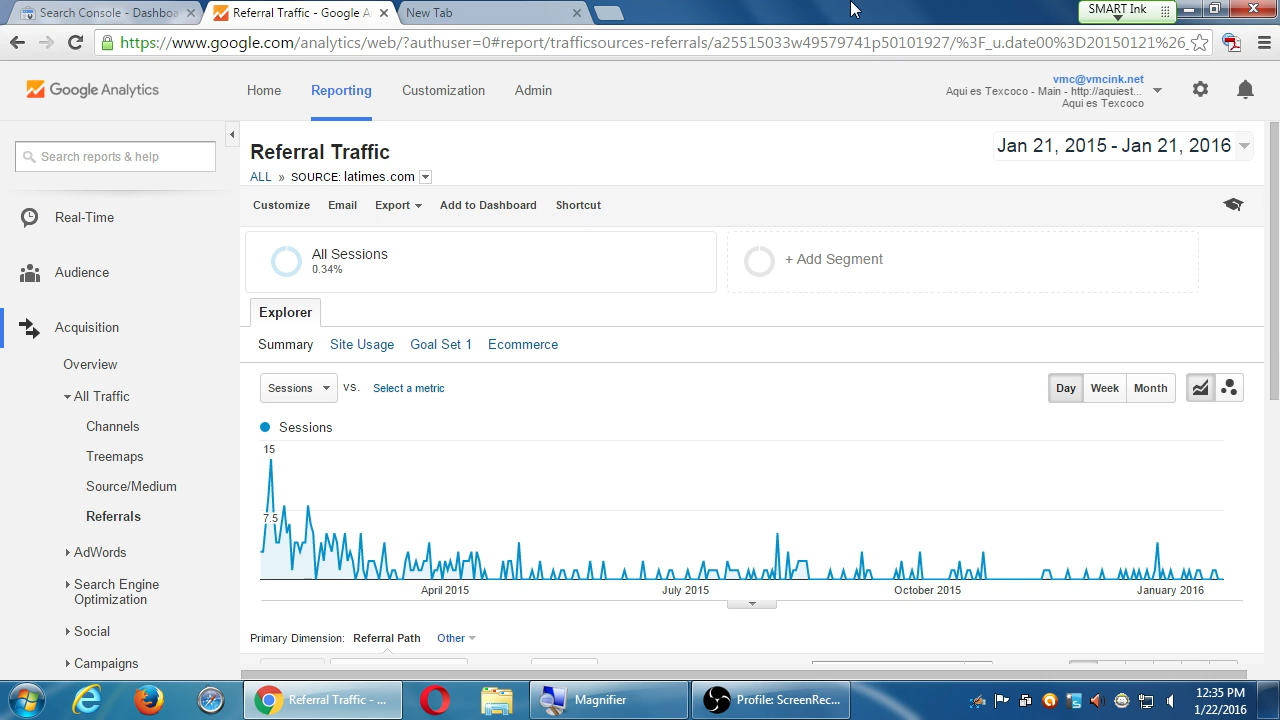 Search Console - Dashboa
Referral Traffic - Google A
New Tab
SMART Ink
https://www.google.com/analytics/web/?authuser=0#report/trafficsources-referrals/a25515033w49579741p50101927/%3F_u.date00%3D20150121%26_
Google Analytics
Home Reporting Customization Admin
vmc@vmcink.net
Aqui es Texcoco - Main - http://aquiest...
Aqui es Texcoco
Search reports & help
Real-Time
Audience
Acquisition
Overview
All Traffic
Channels
Treemaps
Source/Medium
Referrals
AdWords
Search Engine
Optimization
Social
Campaigns
Referral Traffic
Jan 21, 2015 - Jan 21, 2016
ALL » SOURCE: latimes.com
Customize Email Export Add to Dashboard Shortcut
All Sessions
0.34%
+ Add Segment
Explorer
Summary Site Usage Goal Set 1 Ecommerce
Sessions VS. Select a metric
Day Week Month
Sessions
15
7.5
April 2015 July 2015 October 2015 January 2016
Primary Dimension: Referral Path Other
Referral Traffic - ...
Magnifier
Profile: ScreenRec...
12:35 PM
1/22/2016